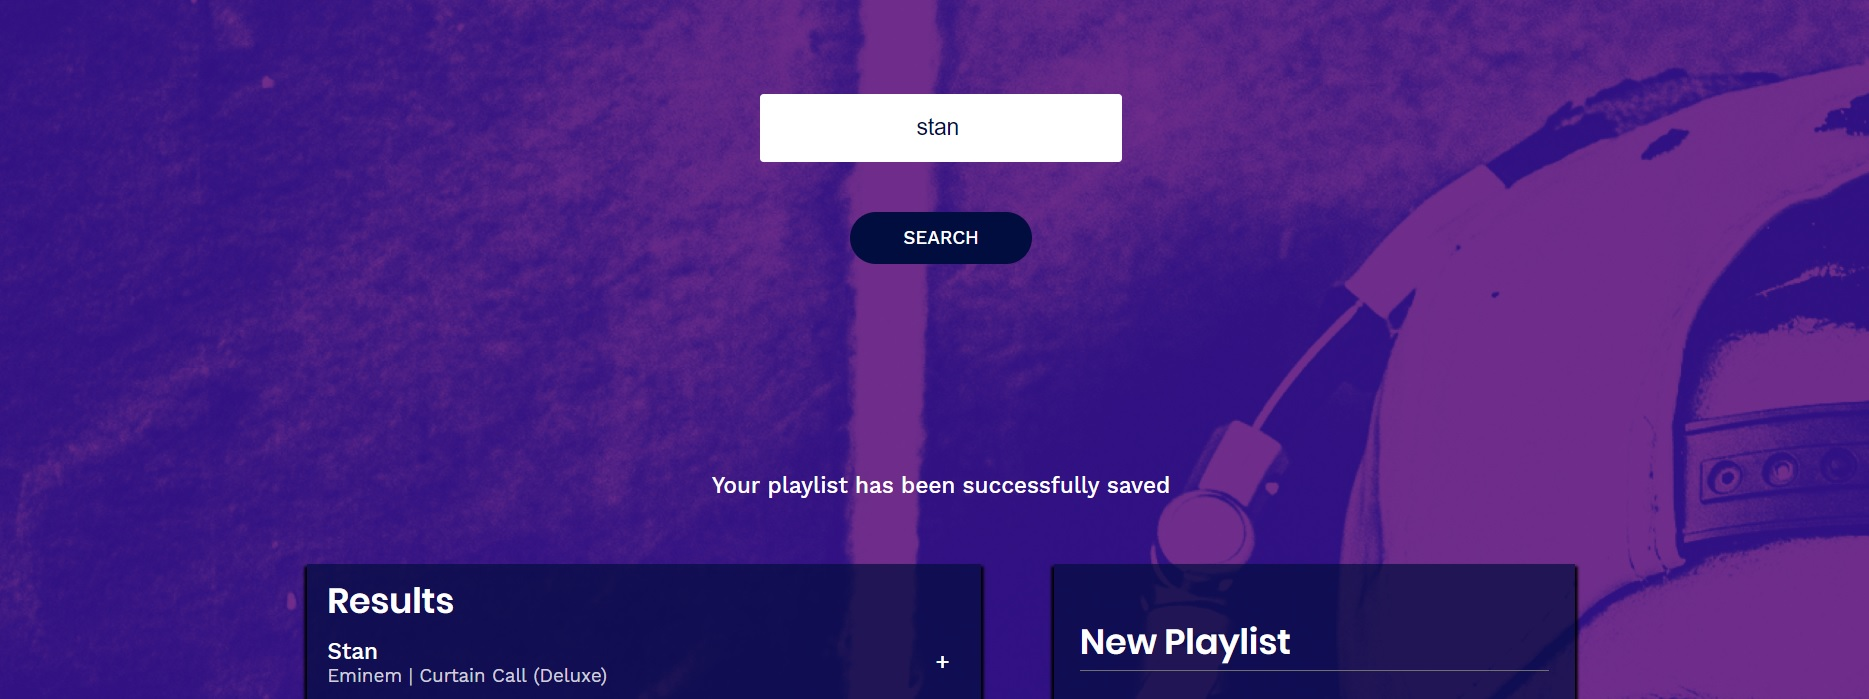 stan
SEARCH
Your playlist has been successfully saved
Results
Stan
Eminem | Curtain Call (Deluxe)
+
New Playlist